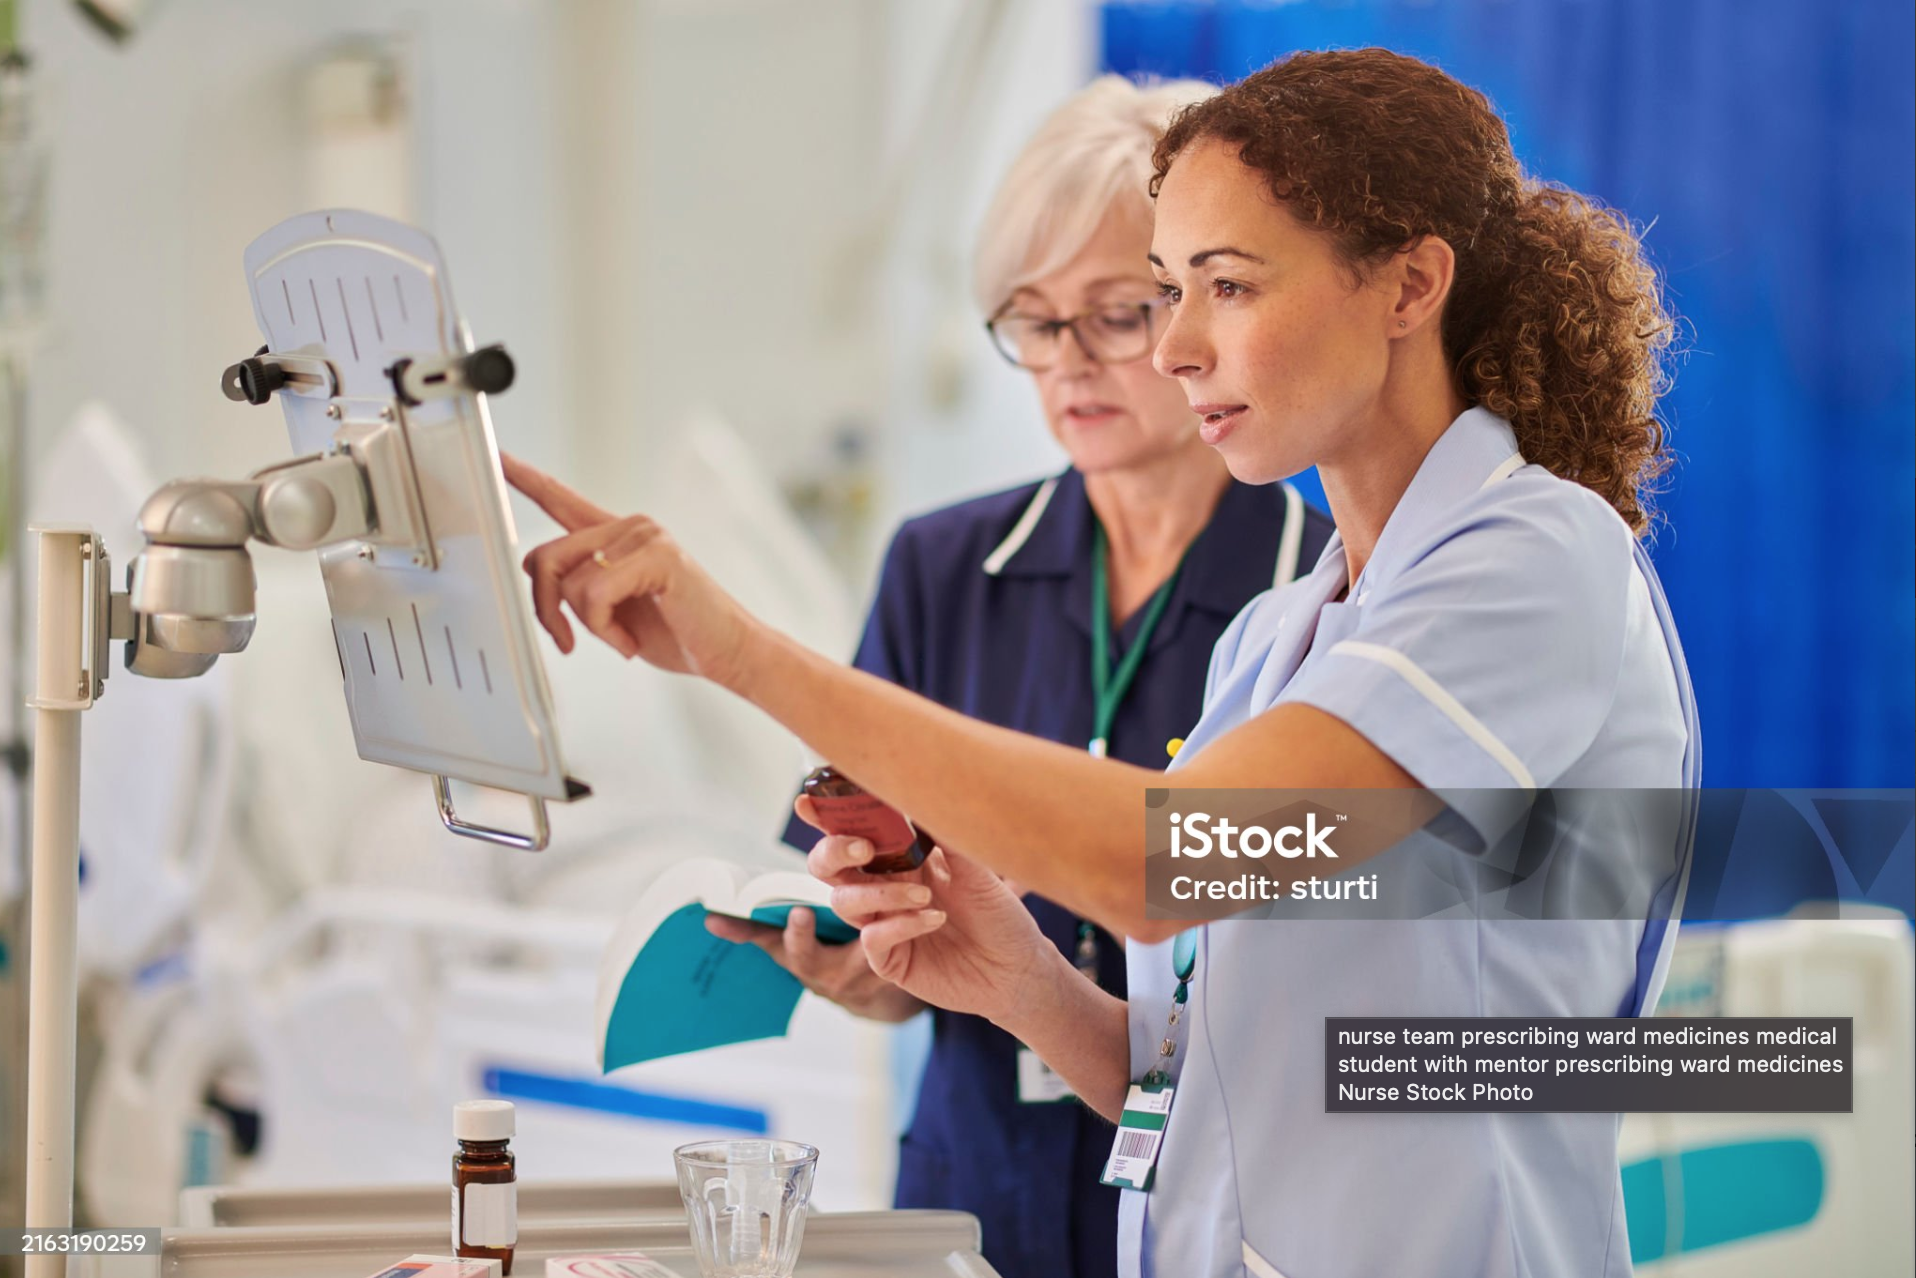 iStock™
Credit: sturti
nurse team prescribing ward medicines medical
student with mentor prescribing ward medicines
Nurse Stock Photo
2163190259